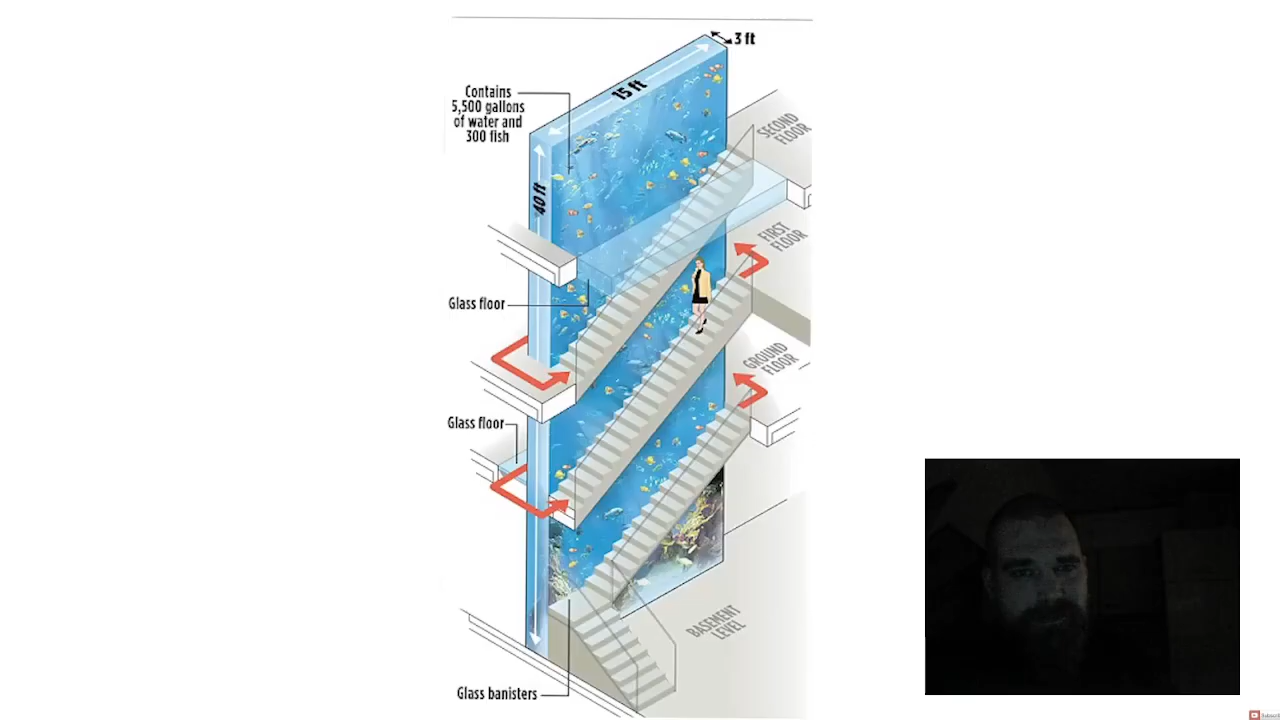 3 ft
15 ft
Contains
5,500 gallons
of water and
300 fish
40 ft
SECOND
FLOOR
FIRST
FLOOR
Glass floor
GROUND
FLOOR
Glass floor
BASEMENT
LEVEL
Glass banisters